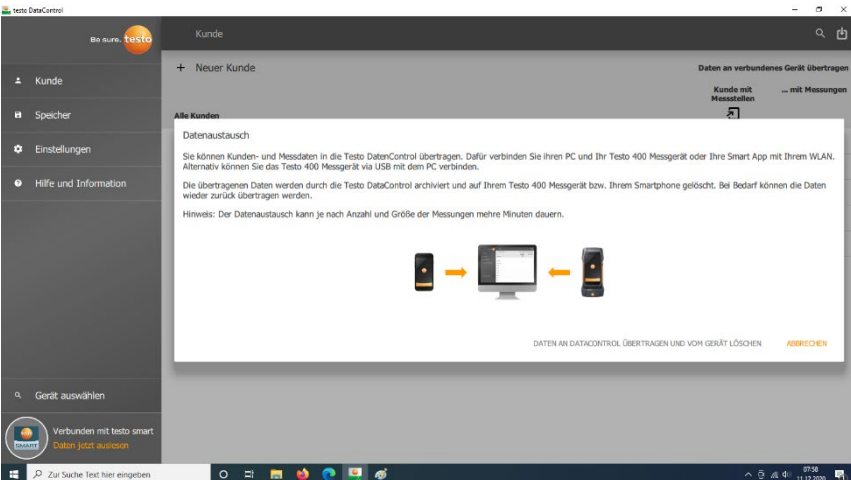 testo DataControl
Be sure. testo
Kunde
Kunde
Speicher
Einstellungen
Hilfe und Information
+ Neuer Kunde
Daten an verbundenes Gerät übertragen
Kunde mit Messstellen
... mit Messungen
Alle Kunden
Datenaustausch
Sie können Kunden- und Messdaten in die Testo DatenControl übertragen. Dafür verbinden Sie ihren PC und Ihr Testo 400 Messgerät oder Ihre Smart App mit Ihrem WLAN.
Alternativ können Sie das Testo 400 Messgerät via USB mit dem PC verbinden.
Die übertragenen Daten werden durch die Testo DataControl archiviert und auf Ihrem Testo 400 Messgerät bzw. Ihrem Smartphone gelöscht. Bei Bedarf können die Daten
wieder zurück übertragen werden.
Hinweis: Der Datenaustausch kann je nach Anzahl und Größe der Messungen mehre Minuten dauern.
DATEN AN DATACONTROL ÜBERTRAGEN UND VOM GERÄT LÖSCHEN
ABBRECHEN
Gerät auswählen
SMART
Verbunden mit testo smart
Daten jetzt auslesen
Zur Suche Text hier eingeben
07:58
11.12.2020